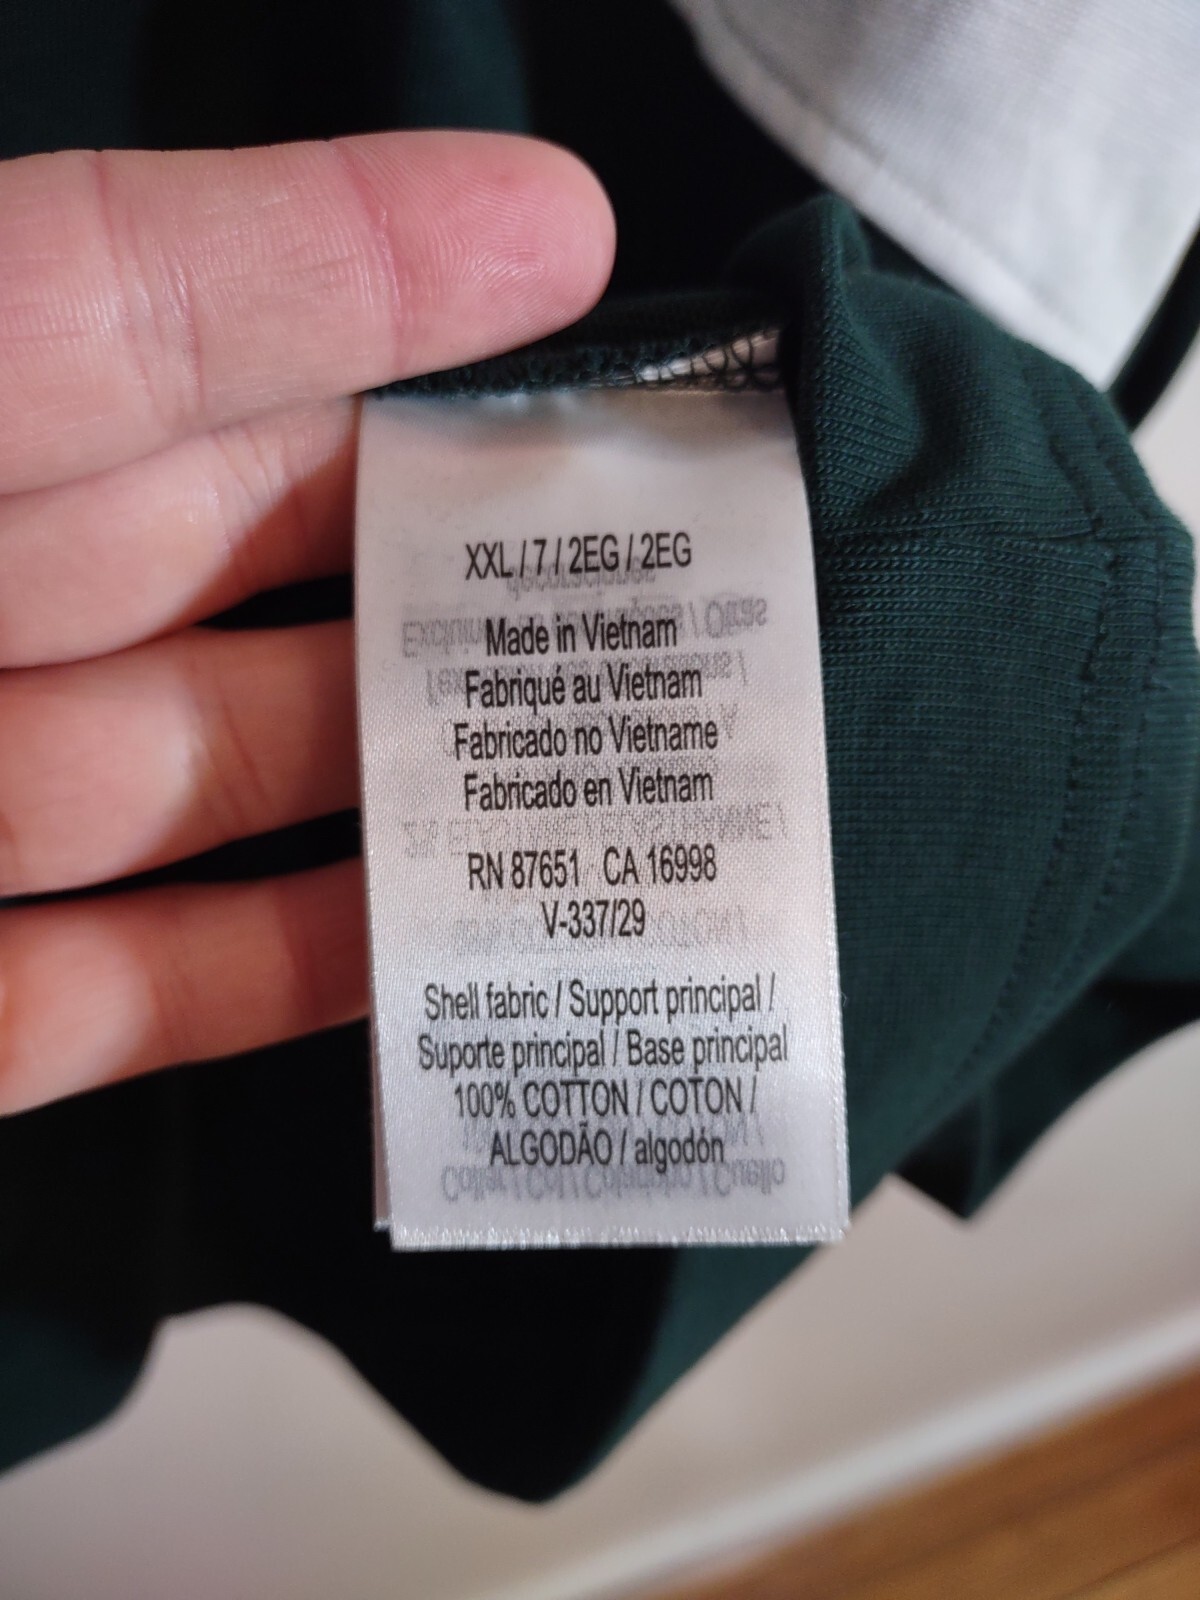 XXL / 7 / 2EG / 2EG
Made in Vietnam
Fabriqué au Vietnam
Fabricado no Vietname
Fabricado en Vietnam
RN 87651 CA 16998
V-337/29
Shell fabric / Support principal /
Suporte principal / Base principal
100% COTTON / COTON /
ALGODÃO / algodón